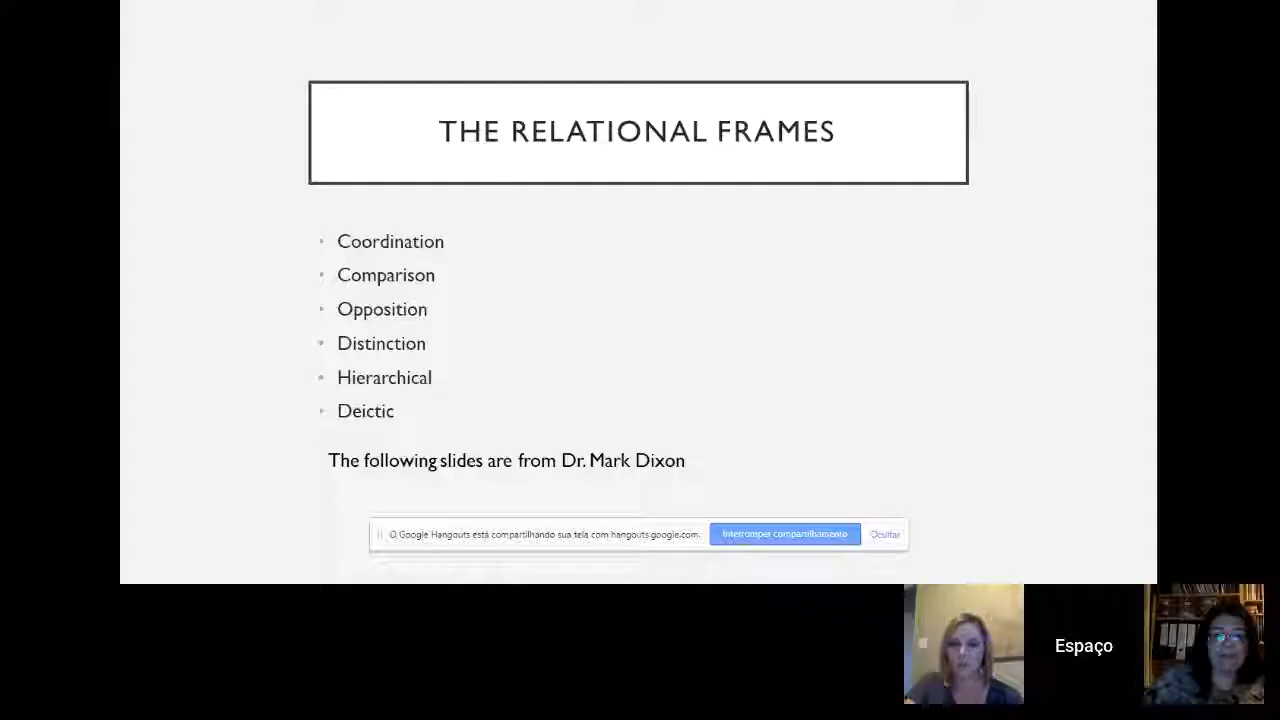 THE RELATIONAL FRAMES
Coordination
Comparison
Opposition
Distinction
Hierarchical
Deictic
The following slides are from Dr. Mark Dixon
O Google Hangouts está compartilhando sua tela com hangouts.google.com.
Interromper compartilhamento
Ocultar
Espaço